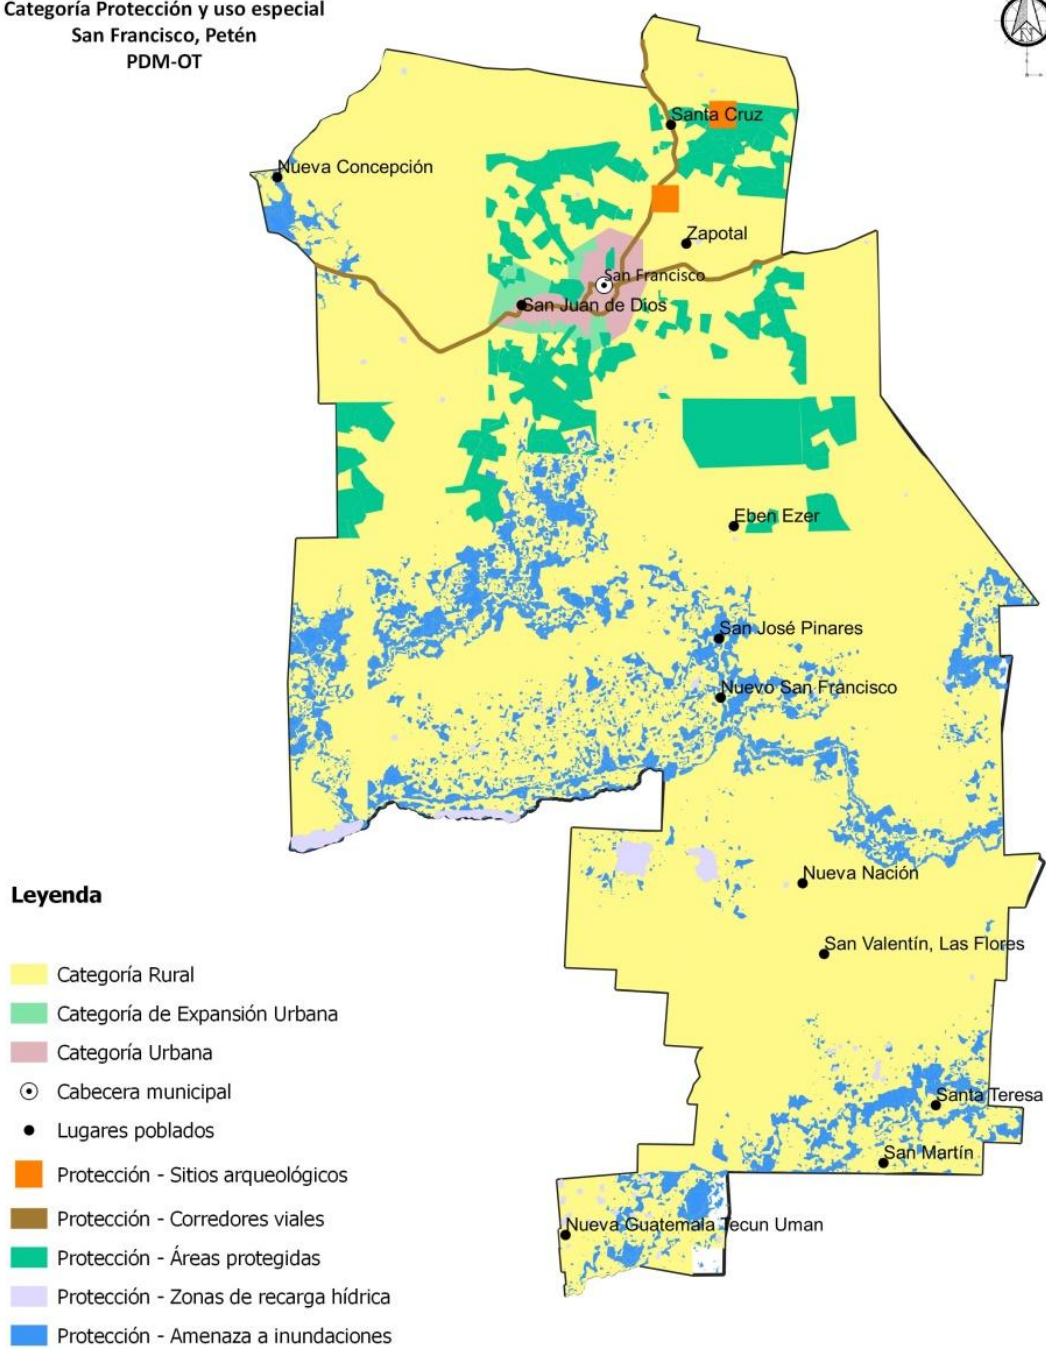 Categoría Protección y uso especial
San Francisco, Petén
PDM-OT
N
Santa Cruz
Nueva Concepción
Zapotal
San Francisco
San Juan de Dios
Eben Ezer
San José Pinares
Nuevo San Francisco
Nueva Nación
San Valentín, Las Flores
Santa Teresa
San Martín
Nueva Guatemala Tecun Uman
Leyenda
Categoría Rural
Categoría de Expansión Urbana
Categoría Urbana
Cabecera municipal
Lugares poblados
Protección - Sitios arqueológicos
Protección - Corredores viales
Protección - Áreas protegidas
Protección - Zonas de recarga hídrica
Protección - Amenaza a inundaciones